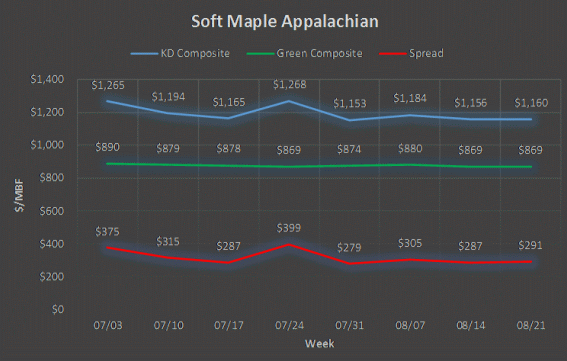 Soft Maple Appalachian
KD Composite Green Composite Spread
$1,400
$1,200
$1,000
$800
$600
$400
$200
$0
$/MBF
$1,265 $1,194 $1,165 $1,268 $1,153 $1,184 $1,156 $1,160
$890 $879 $878 $869 $874 $880 $869 $869
$375 $315 $287 $399 $279 $305 $287 $291
07/03 07/10 07/17 07/24 07/31 08/07 08/14 08/21
Week